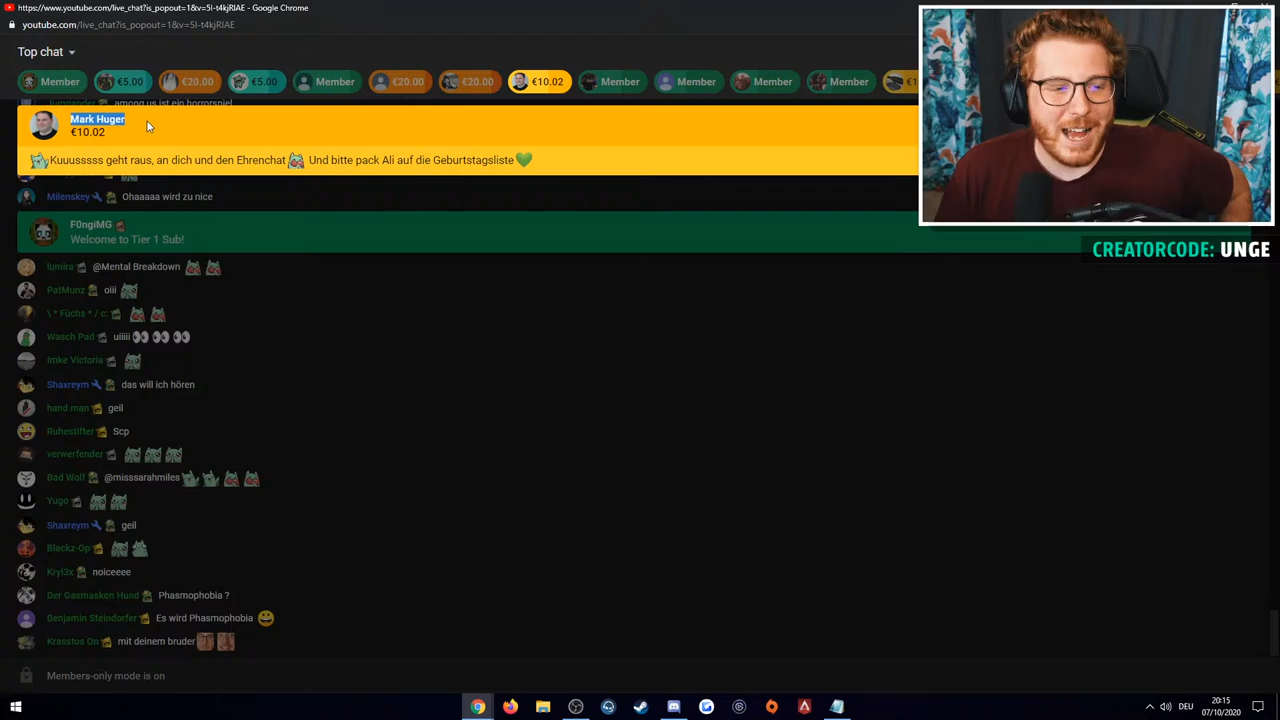 https://www.youtube.com/live_chat?is_popout=1&v=5l-t4kjRIAE - Google Chrome
youtube.com/live_chat?is_popout=1&v=5l-t4kjRIAE
Top chat
Member €5.00 €20.00 €5.00 Member €20.00 €20.00 €10.02 Member Member Member Member
among us ist ein horrorspiel
Mark Huger
€10.02
Kuuusssss geht raus, an dich und den Ehrenchat Und bitte pack Ali auf die Geburtstagsliste
Milenskey Ohaaaaa wird zu nice
F0ngiMG
Welcome to Tier 1 Sub!
lumira @Mental Breakdown
PatMunz oiii
\ * Füchs * / c:
Wasch Pad uiiiii
Imke Victoria
Shaxreym das will ich hören
hand man geil
Ruhestifter Scp
verwerfender
Bad Wolf @misssarahmiles
Yugo
Shaxreym geil
Blackz-Op
Kryl3x noiceeee
Der Gasmasken Hund Phasmophobia ?
Benjamin Steindorfer Es wird Phasmophobia
Krasstos On mit deinem bruder
Members-only mode is on
CREATORCODE: UNGE
DEU
20:15
07/10/2020